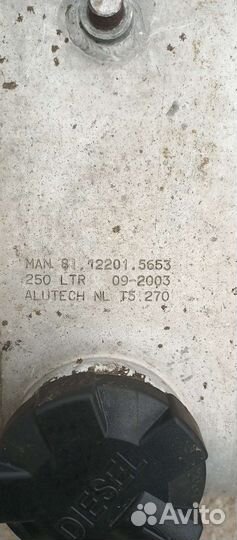 MAN 81.12201.5653
250 LTR 09-2003
ALUTECH NL T5.270
DIESEL
Avito